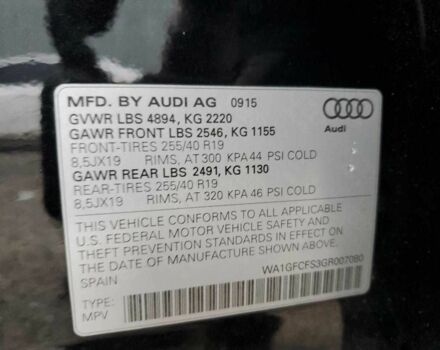 MFD. BY AUDI AG 0915
GVWR LBS 4894, KG 2220
GAWR FRONT LBS 2546, KG 1155
FRONT-TIRES 255/40 R19
8,5JX19 RIMS, AT 300 KPA 44 PSI COLD
GAWR REAR LBS 2491, KG 1130
REAR-TIRES 255/40 R19
8,5JX19 RIMS, AT 320 KPA 46 PSI COLD
Audi
THIS VEHICLE CONFORMS TO ALL APPLICABLE
U.S. FEDERAL MOTOR VEHICLE SAFETY AND
THEFT PREVENTION STANDARDS IN EFFECT ON THE
DATE OF MANUFACTURE SHOWN ABOVE
SPAIN
WA1GFCFS3GR007080
TYPE:
MPV